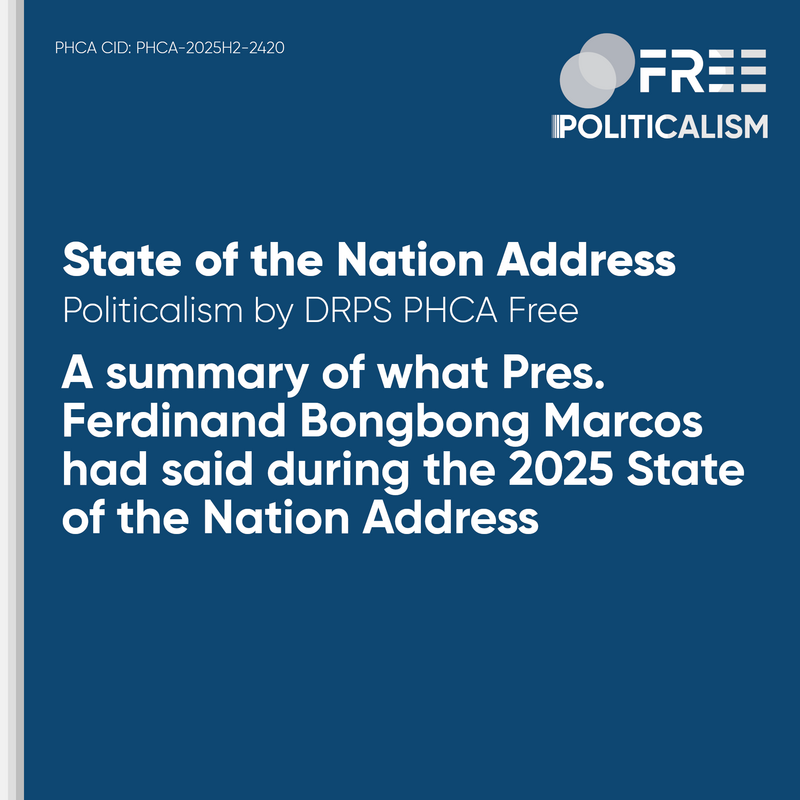 PHCA CID: PHCA-2025H2-2420
FREE
POLITICALISM
State of the Nation Address
Politicalism by DRPS PHCA Free
A summary of what Pres.
Ferdinand Bongbong Marcos
had said during the 2025 State
of the Nation Address